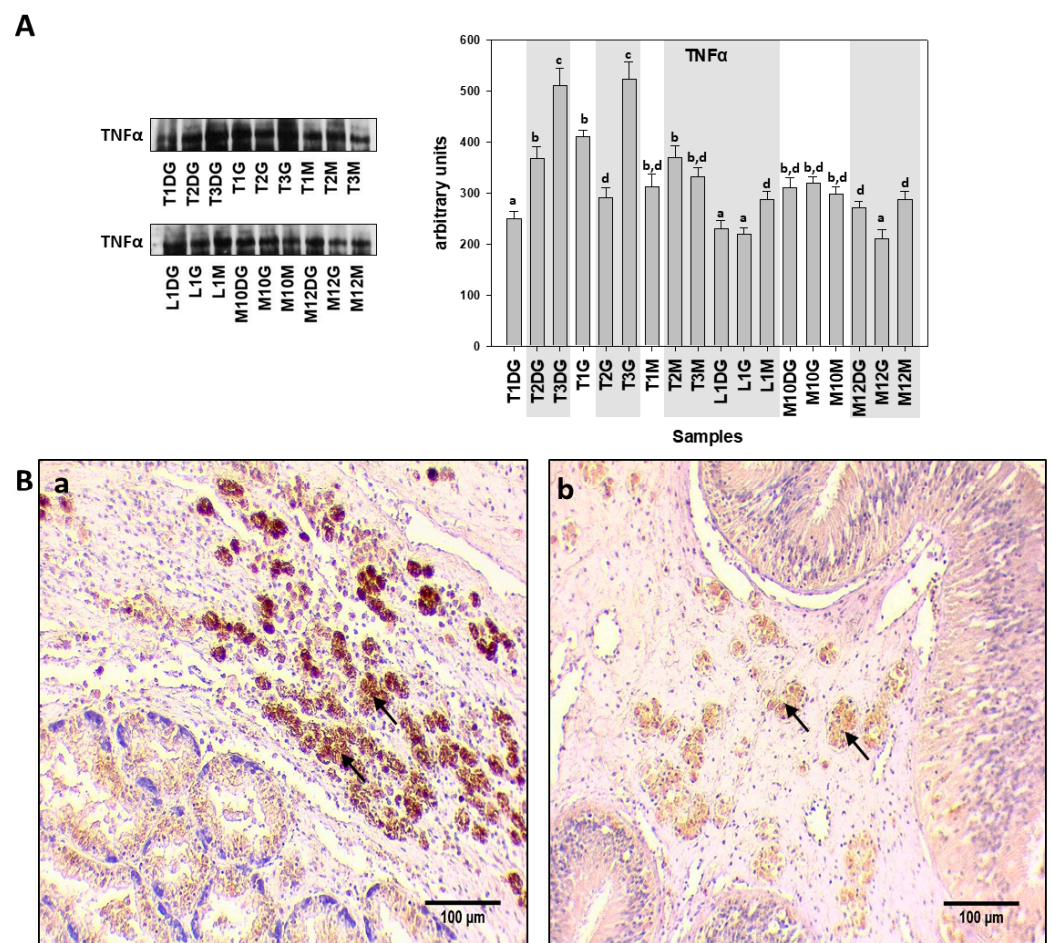 A
TNFα
T1DG T2DG T3DG T1G T2G T3G T1M T2M T3M
TNFα
L1DG L1G L1M M10DG M10G M10M M12DG M12G M12M
TNFα
600
500
400
300
200
100
0
arbitrary units
a b c b d c b,d b b,d a a d b,d b,d b,d d a d
T1DG T2DG T3DG T1G T2G T3G T1M T2M T3M L1DG L1G L1M M10DG M10G M10M M12DG M12G M12M
Samples
B
a
100 µm
b
100 µm